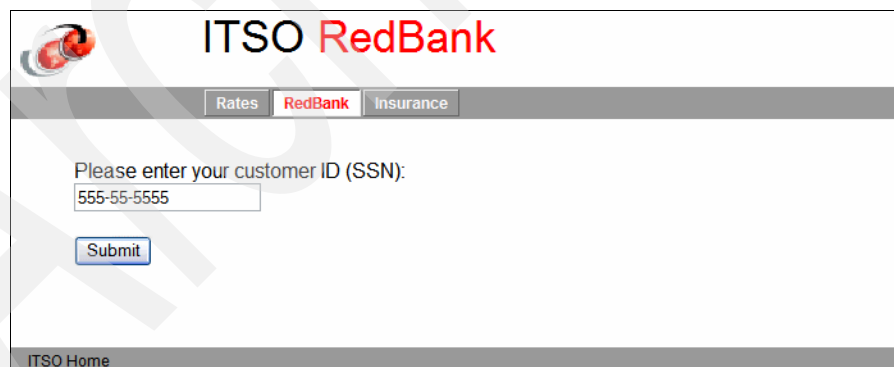 ITSO RedBank
Rates RedBank Insurance
Please enter your customer ID (SSN):
555-55-5555
Submit
ITSO Home